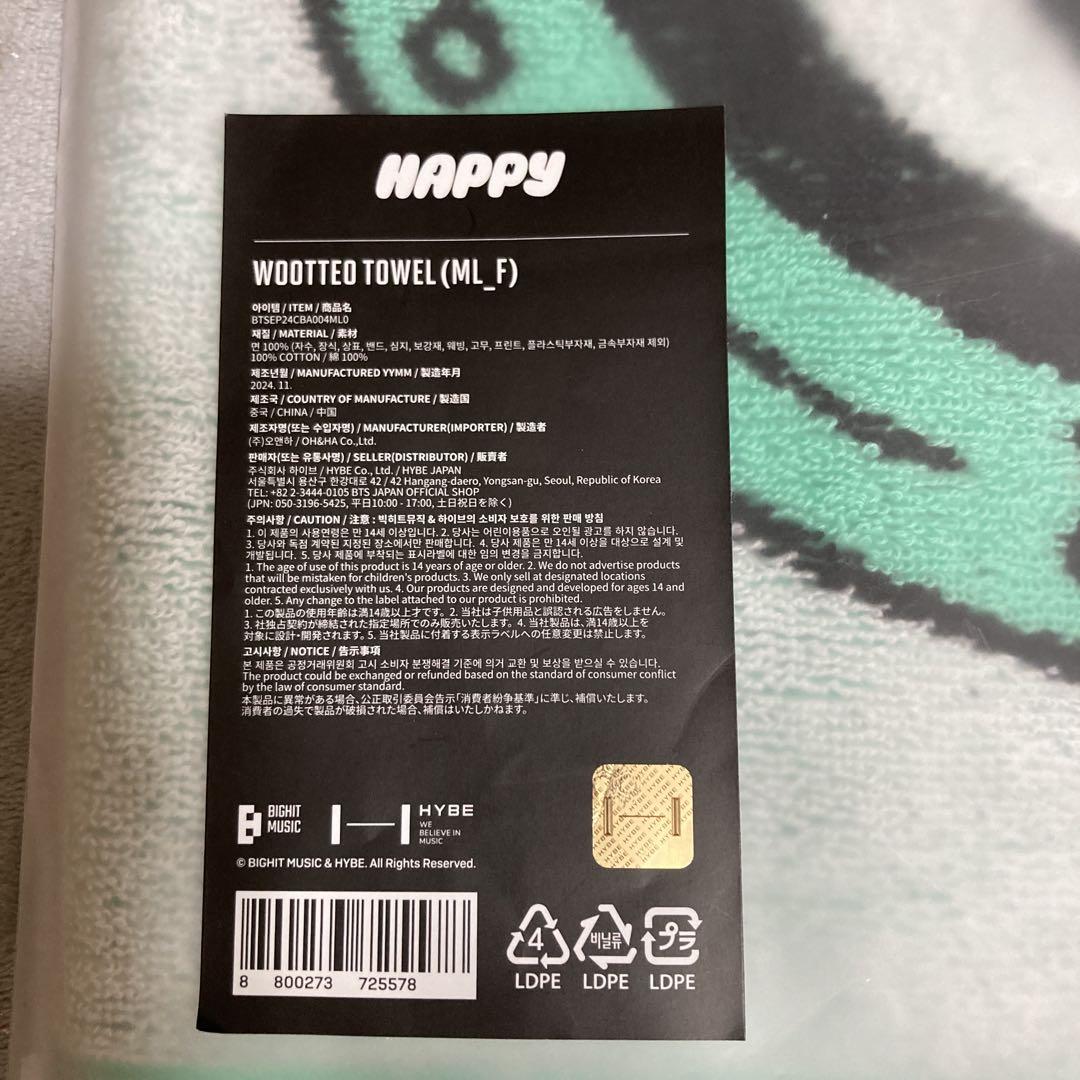 HAPPY
WOOTTEO TOWEL (ML_F)
아이템 / ITEM / 商品名
BTSEP24CBA004ML0
재질 / MATERIAL / 素材
면 100% (자수, 장식, 상표, 밴드, 심지, 보강재, 웨빙, 고무, 프린트, 플라스틱부자재, 금속부자재 제외)
100% COTTON / 綿 100%
제조년월 / MANUFACTURED YYMM / 製造年月
2024. 11.
제조국 / COUNTRY OF MANUFACTURE / 製造国
중국 / CHINA / 中国
제조자명(또는 수입자명) / MANUFACTURER(IMPORTER) / 製造者
(주)오앤하 / OH&HA Co.,Ltd.
판매자(또는 유통사명) / SELLER(DISTRIBUTOR) / 販賣者
주식회사 하이브 / HYBE Co., Ltd. / HYBE JAPAN
서울특별시 용산구 한강대로 42 / 42 Hangang-daero, Yongsan-gu, Seoul, Republic of Korea
TEL: +82 2-3444-0105 BTS JAPAN OFFICIAL SHOP
(JPN: 050-3196-5425, 平日10:00 - 17:00, 土日祝日を除く)
주의사항 / CAUTION / 注意 : 빅히트뮤직 & 하이브의 소비자 보호를 위한 판매 방침
1. 이 제품의 사용연령은 만 14세 이상입니다. 2. 당사는 어린이용품으로 오인될 광고를 하지 않습니다.
3. 당사와 독점 계약된 지정된 장소에서만 판매합니다. 4. 당사 제품은 만 14세 이상을 대상으로 설계 및
개발됩니다. 5. 당사 제품에 부착되는 표시라벨에 대한 임의 변경을 금지합니다.
1. The age of use of this product is 14 years of age or older. 2. We do not advertise products
that will be mistaken for children's products. 3. We only sell at designated locations
contracted exclusively with us. 4. Our products are designed and developed for ages 14 and
older. 5. Any change to the label attached to our product is prohibited.
1. この製品の使用年齢は満14歳以上才です。2. 当社は子供用品と誤認される広告をしません。
3. 社独占契約が締結された指定場所でのみ販売いたします。4. 当社製品は、満14歳以上を
対象に設計・開発されます。5. 当社製品に付着する表示ラベルへの任意変更は禁止します。
고시사항 / NOTICE / 告示事項
본 제품은 공정거래위원회 고시 소비자 분쟁해결 기준에 의거 교환 및 보상을 받으실 수 있습니다.
The product could be exchanged or refunded based on the standard of consumer conflict
by the law of consumer standard.
本製品に異常がある場合、公正取引委員会告示「消費者紛争基準」に準じ、補償いたします。
消費者の過失で製品が破損された場合、補償はいたしかねます。
BIGHIT
MUSIC
HYBE
WE
BELIEVE IN
MUSIC
© BIGHIT MUSIC & HYBE. All Rights Reserved.
8 800273 725578
4
LDPE
비닐류
LDPE
プラ
LDPE